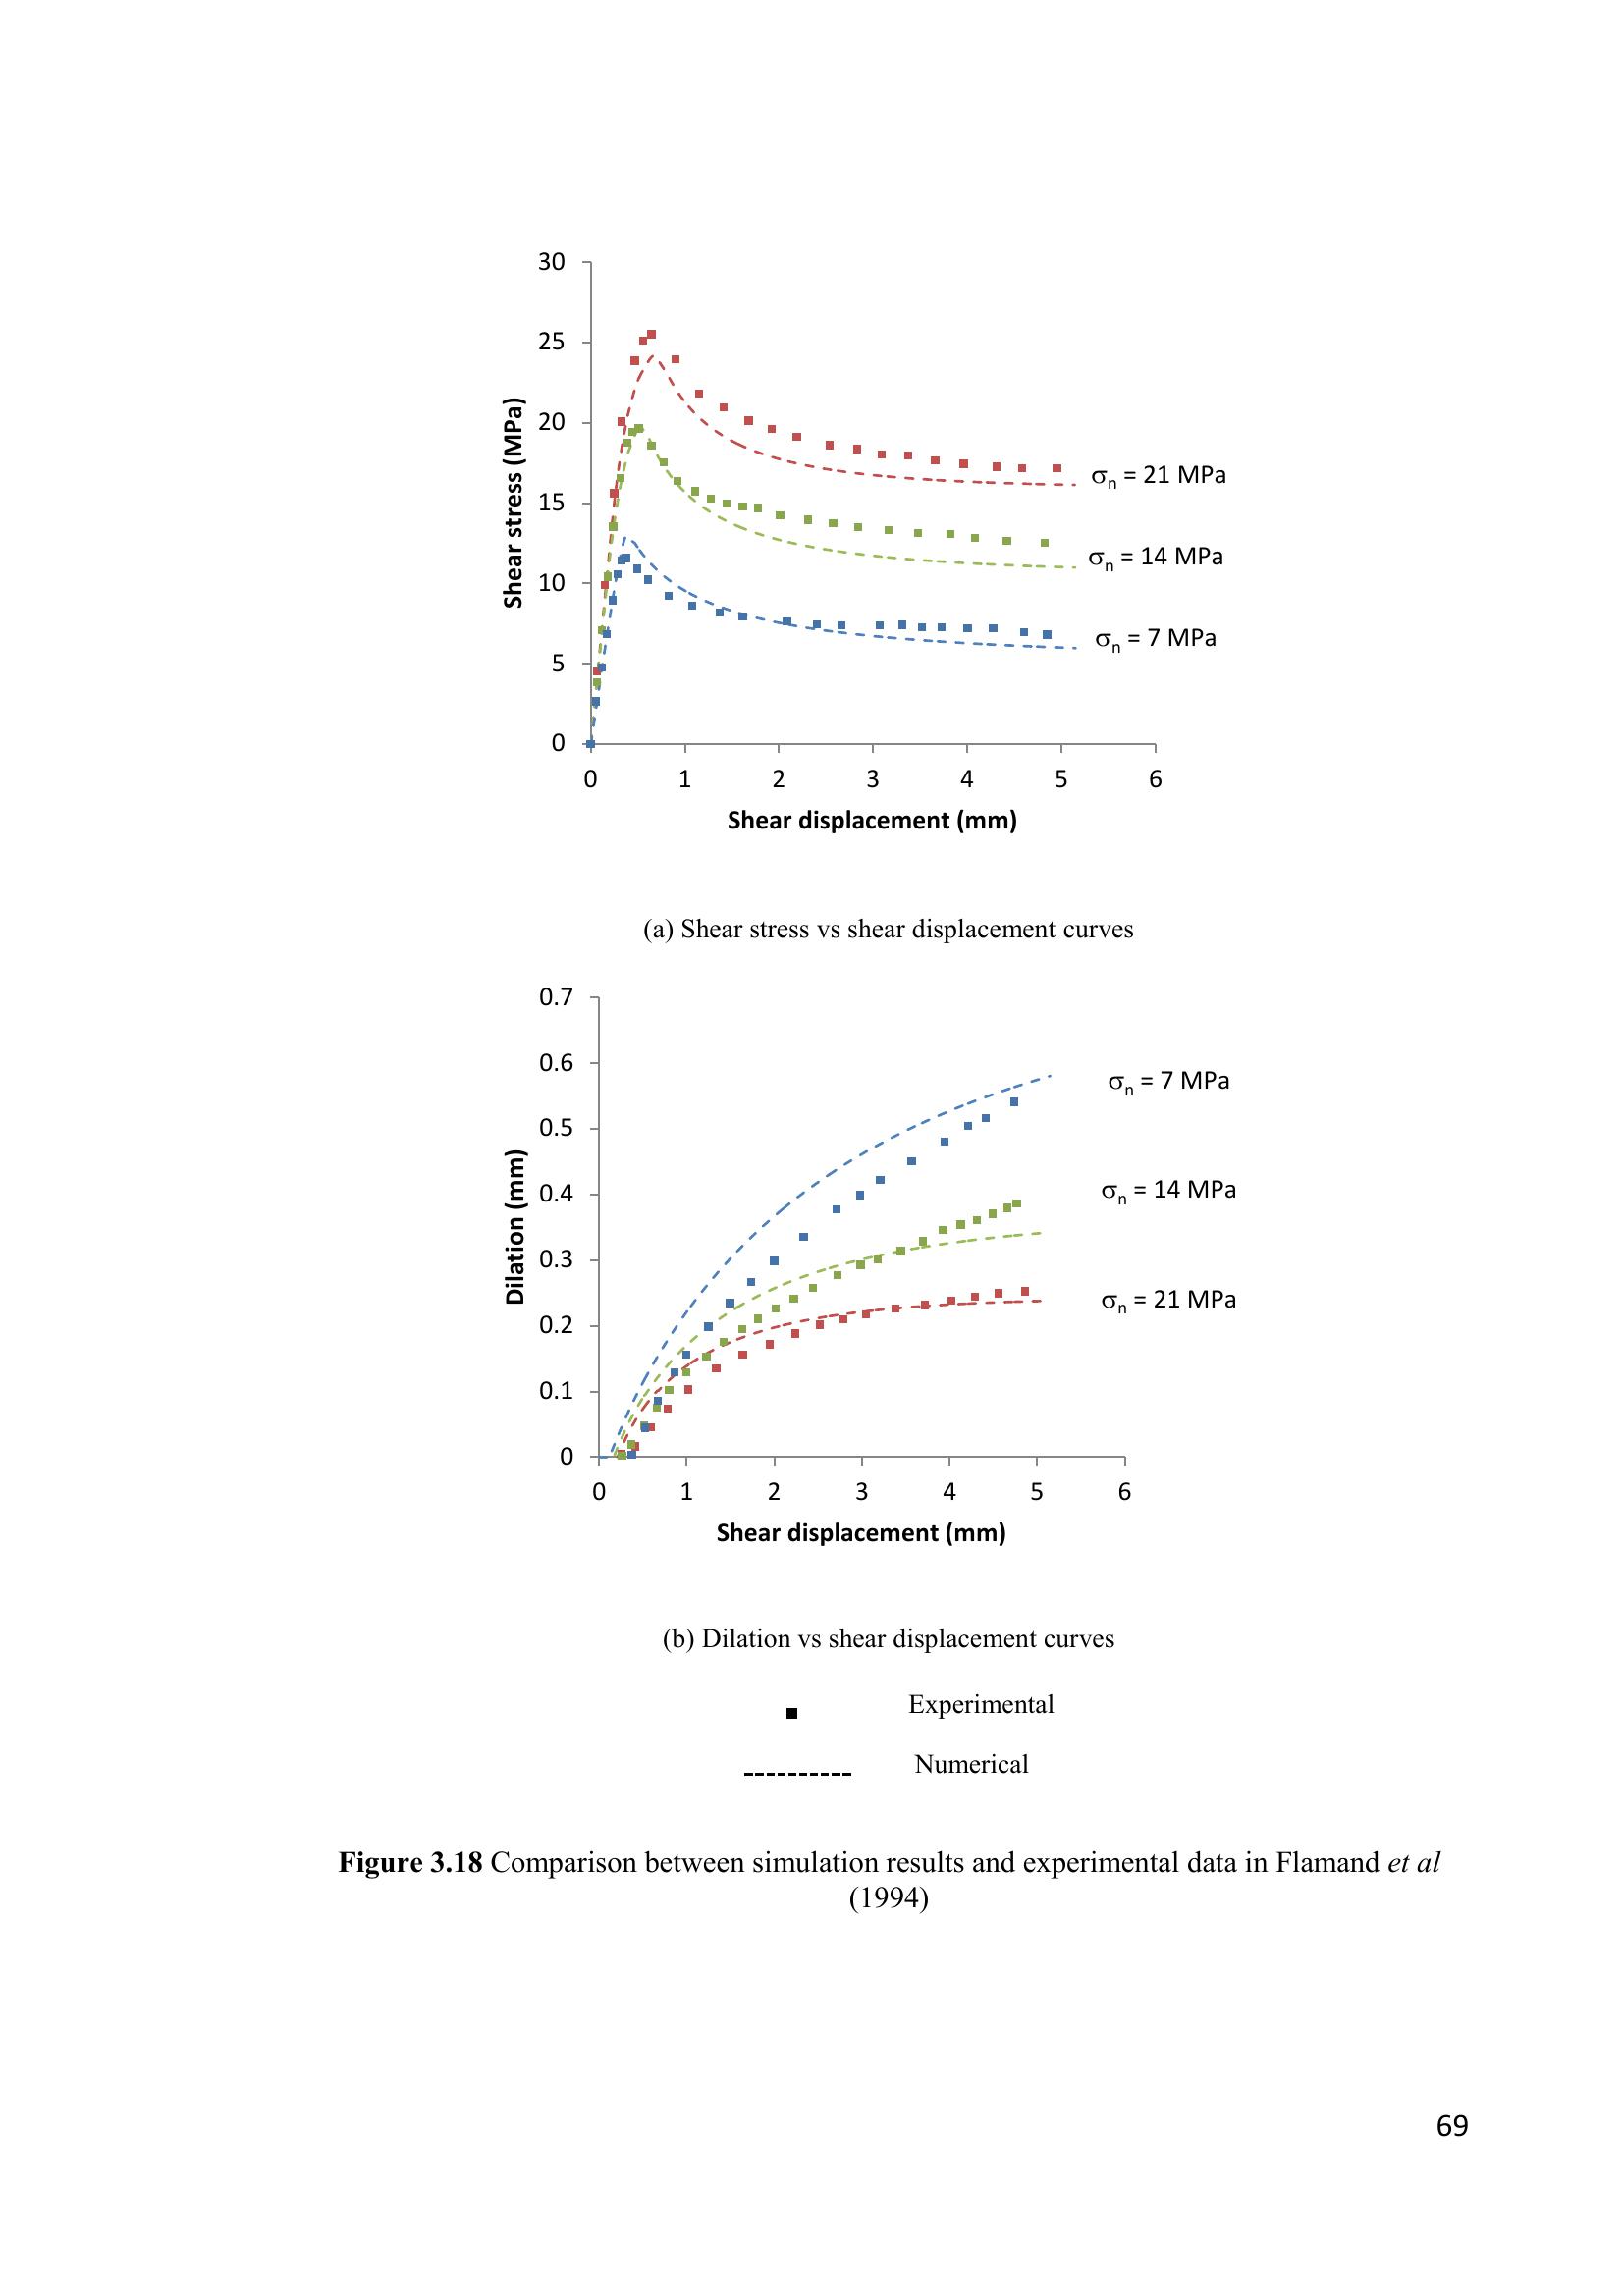 30
25
20
15
10
5
0
Shear stress (MPa)
σn = 21 MPa
σn = 14 MPa
σn = 7 MPa
0 1 2 3 4 5 6
Shear displacement (mm)
(a) Shear stress vs shear displacement curves
0.7
0.6
0.5
0.4
0.3
0.2
0.1
0
Dilation (mm)
σn = 7 MPa
σn = 14 MPa
σn = 21 MPa
0 1 2 3 4 5 6
Shear displacement (mm)
(b) Dilation vs shear displacement curves
Experimental
Numerical
Figure 3.18 Comparison between simulation results and experimental data in Flamand et al
(1994)
69